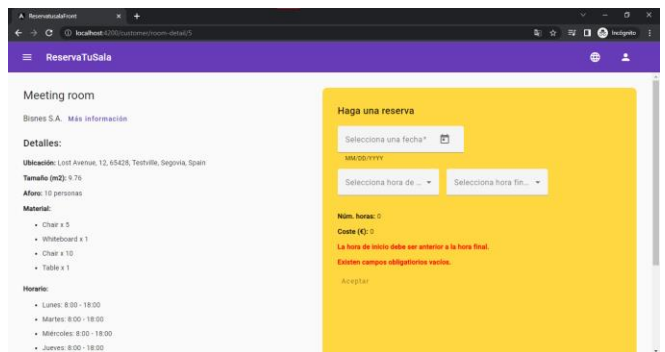 ReservatusalaFront
localhost:4200/customer/room-detail/5
Incógnito
ReservaTuSala
Meeting room
Bisnes S.A. Más información
Detalles:
Ubicación: Lost Avenue, 12, 65428, Testville, Segovia, Spain
Tamaño (m2): 9.76
Aforo: 10 personas
Material:
Chair x 5
Whiteboard x 1
Chair x 10
Table x 1
Horario:
Lunes: 8:00 - 18:00
Martes: 8:00 - 18:00
Miércoles: 8:00 - 18:00
Jueves: 8:00 - 18:00
Haga una reserva
Selecciona una fecha*
MM/DD/YYYY
Selecciona hora de ... Selecciona hora fin...
Núm. horas: 0
Coste (€): 0
La hora de inicio debe ser anterior a la hora final.
Existen campos obligatiorios vacíos.
Aceptar